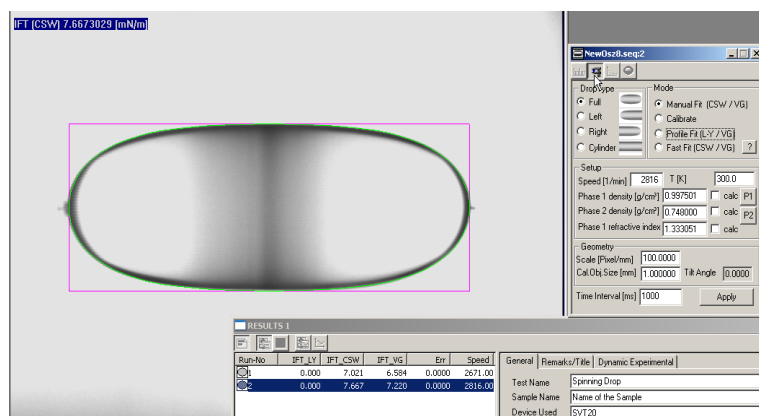 IFT (CSW) 7.6673029 [mN/m]
NewOsz8.seq:2
Drop Type
Full
Left
Right
Cylinder
Mode
Manual Fit (CSW / VG)
Calibrate
Profile Fit (L-Y / VG)
Fast Fit (CSW / VG)
?
Setup
Speed [1/min] 2816 T [K] 300.0
Phase 1 density [g/cm³] 0.997501 calc P1
Phase 2 density [g/cm³] 0.748000 calc P2
Phase 1 refractive index 1.333051 calc
Geometry
Scale [Pixel/mm] 100.0000
Cal.Obj.Size [mm] 1.000000 Tilt Angle 0.0000
Time Interval [ms] 1000 Apply
RESULTS 1
Run-No IFT_LY IFT_CSW IFT_VG Err Speed
1 0.000 7.021 6.584 0.0000 2671.00
2 0.000 7.667 7.220 0.0000 2816.00
General Remarks/Title Dynamic Experimental
Test Name Spinning Drop
Sample Name Name of the Sample
Device Used SVT20